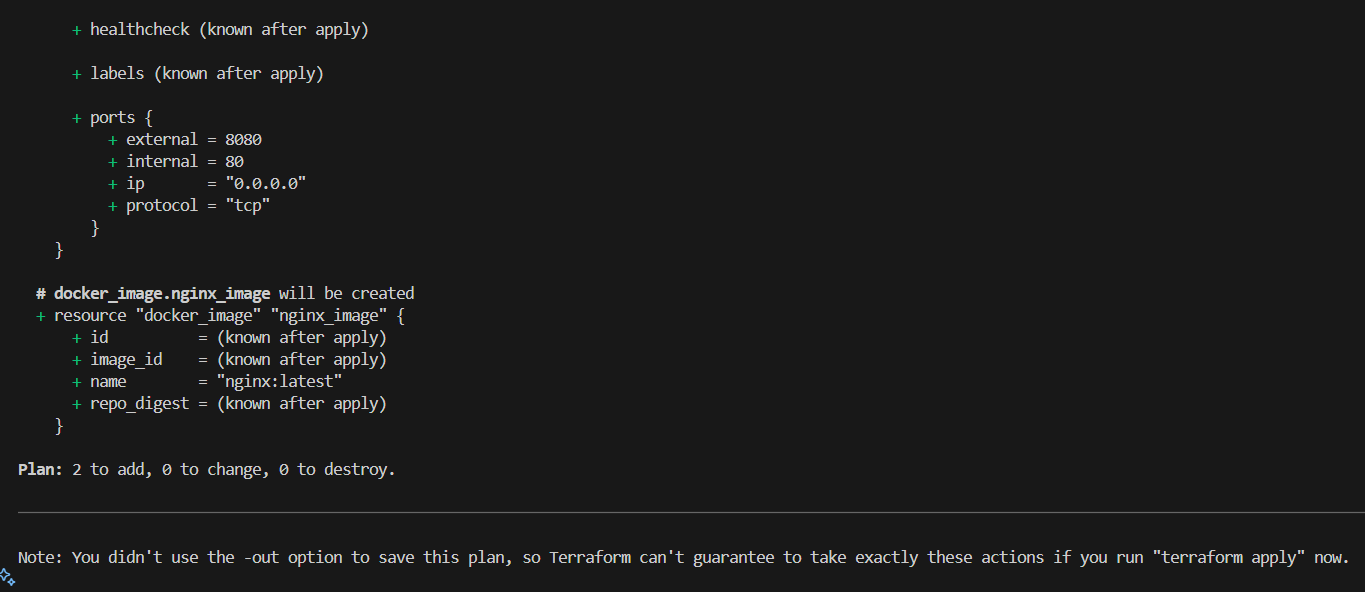 + healthcheck (known after apply)
+ labels (known after apply)
+ ports {
+ external = 8080
+ internal = 80
+ ip       = "0.0.0.0"
+ protocol = "tcp"
}
}
# docker_image.nginx_image will be created
+ resource "docker_image" "nginx_image" {
+ id          = (known after apply)
+ image_id    = (known after apply)
+ name        = "nginx:latest"
+ repo_digest = (known after apply)
}
Plan: 2 to add, 0 to change, 0 to destroy.
Note: You didn't use the -out option to save this plan, so Terraform can't guarantee to take exactly these actions if you run "terraform apply" now.